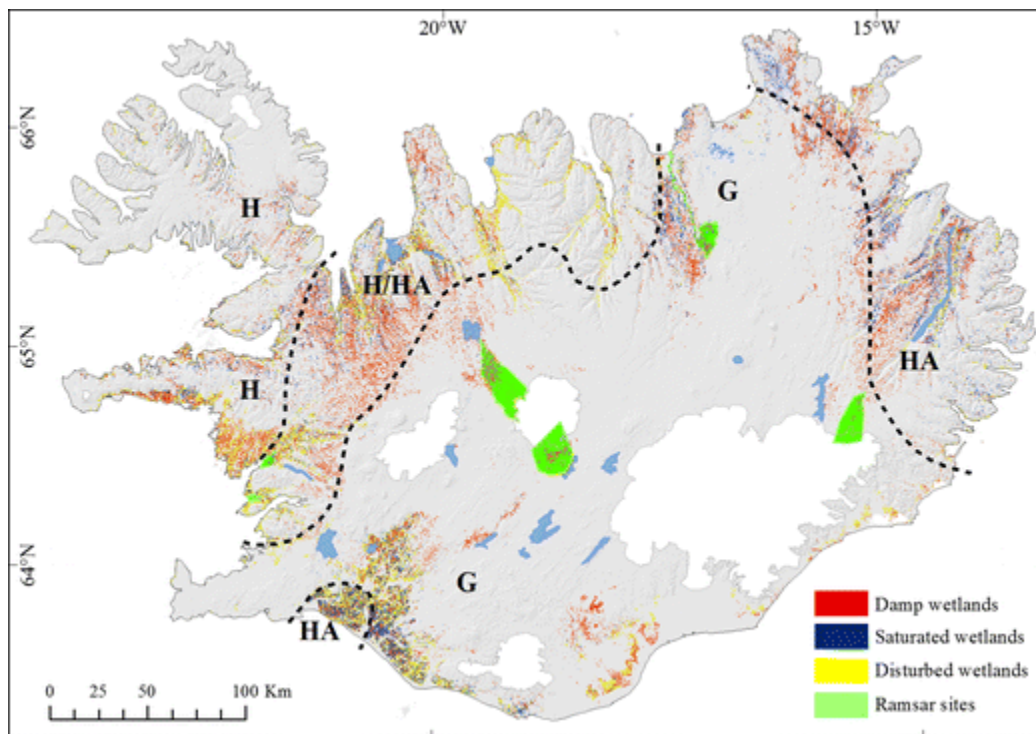 20°W
15°W
66°N
65°N
64°N
H
G
H/HA
H
HA
G
HA
Damp wetlands
Saturated wetlands
Disturbed wetlands
Ramsar sites
0 25 50 100 Km